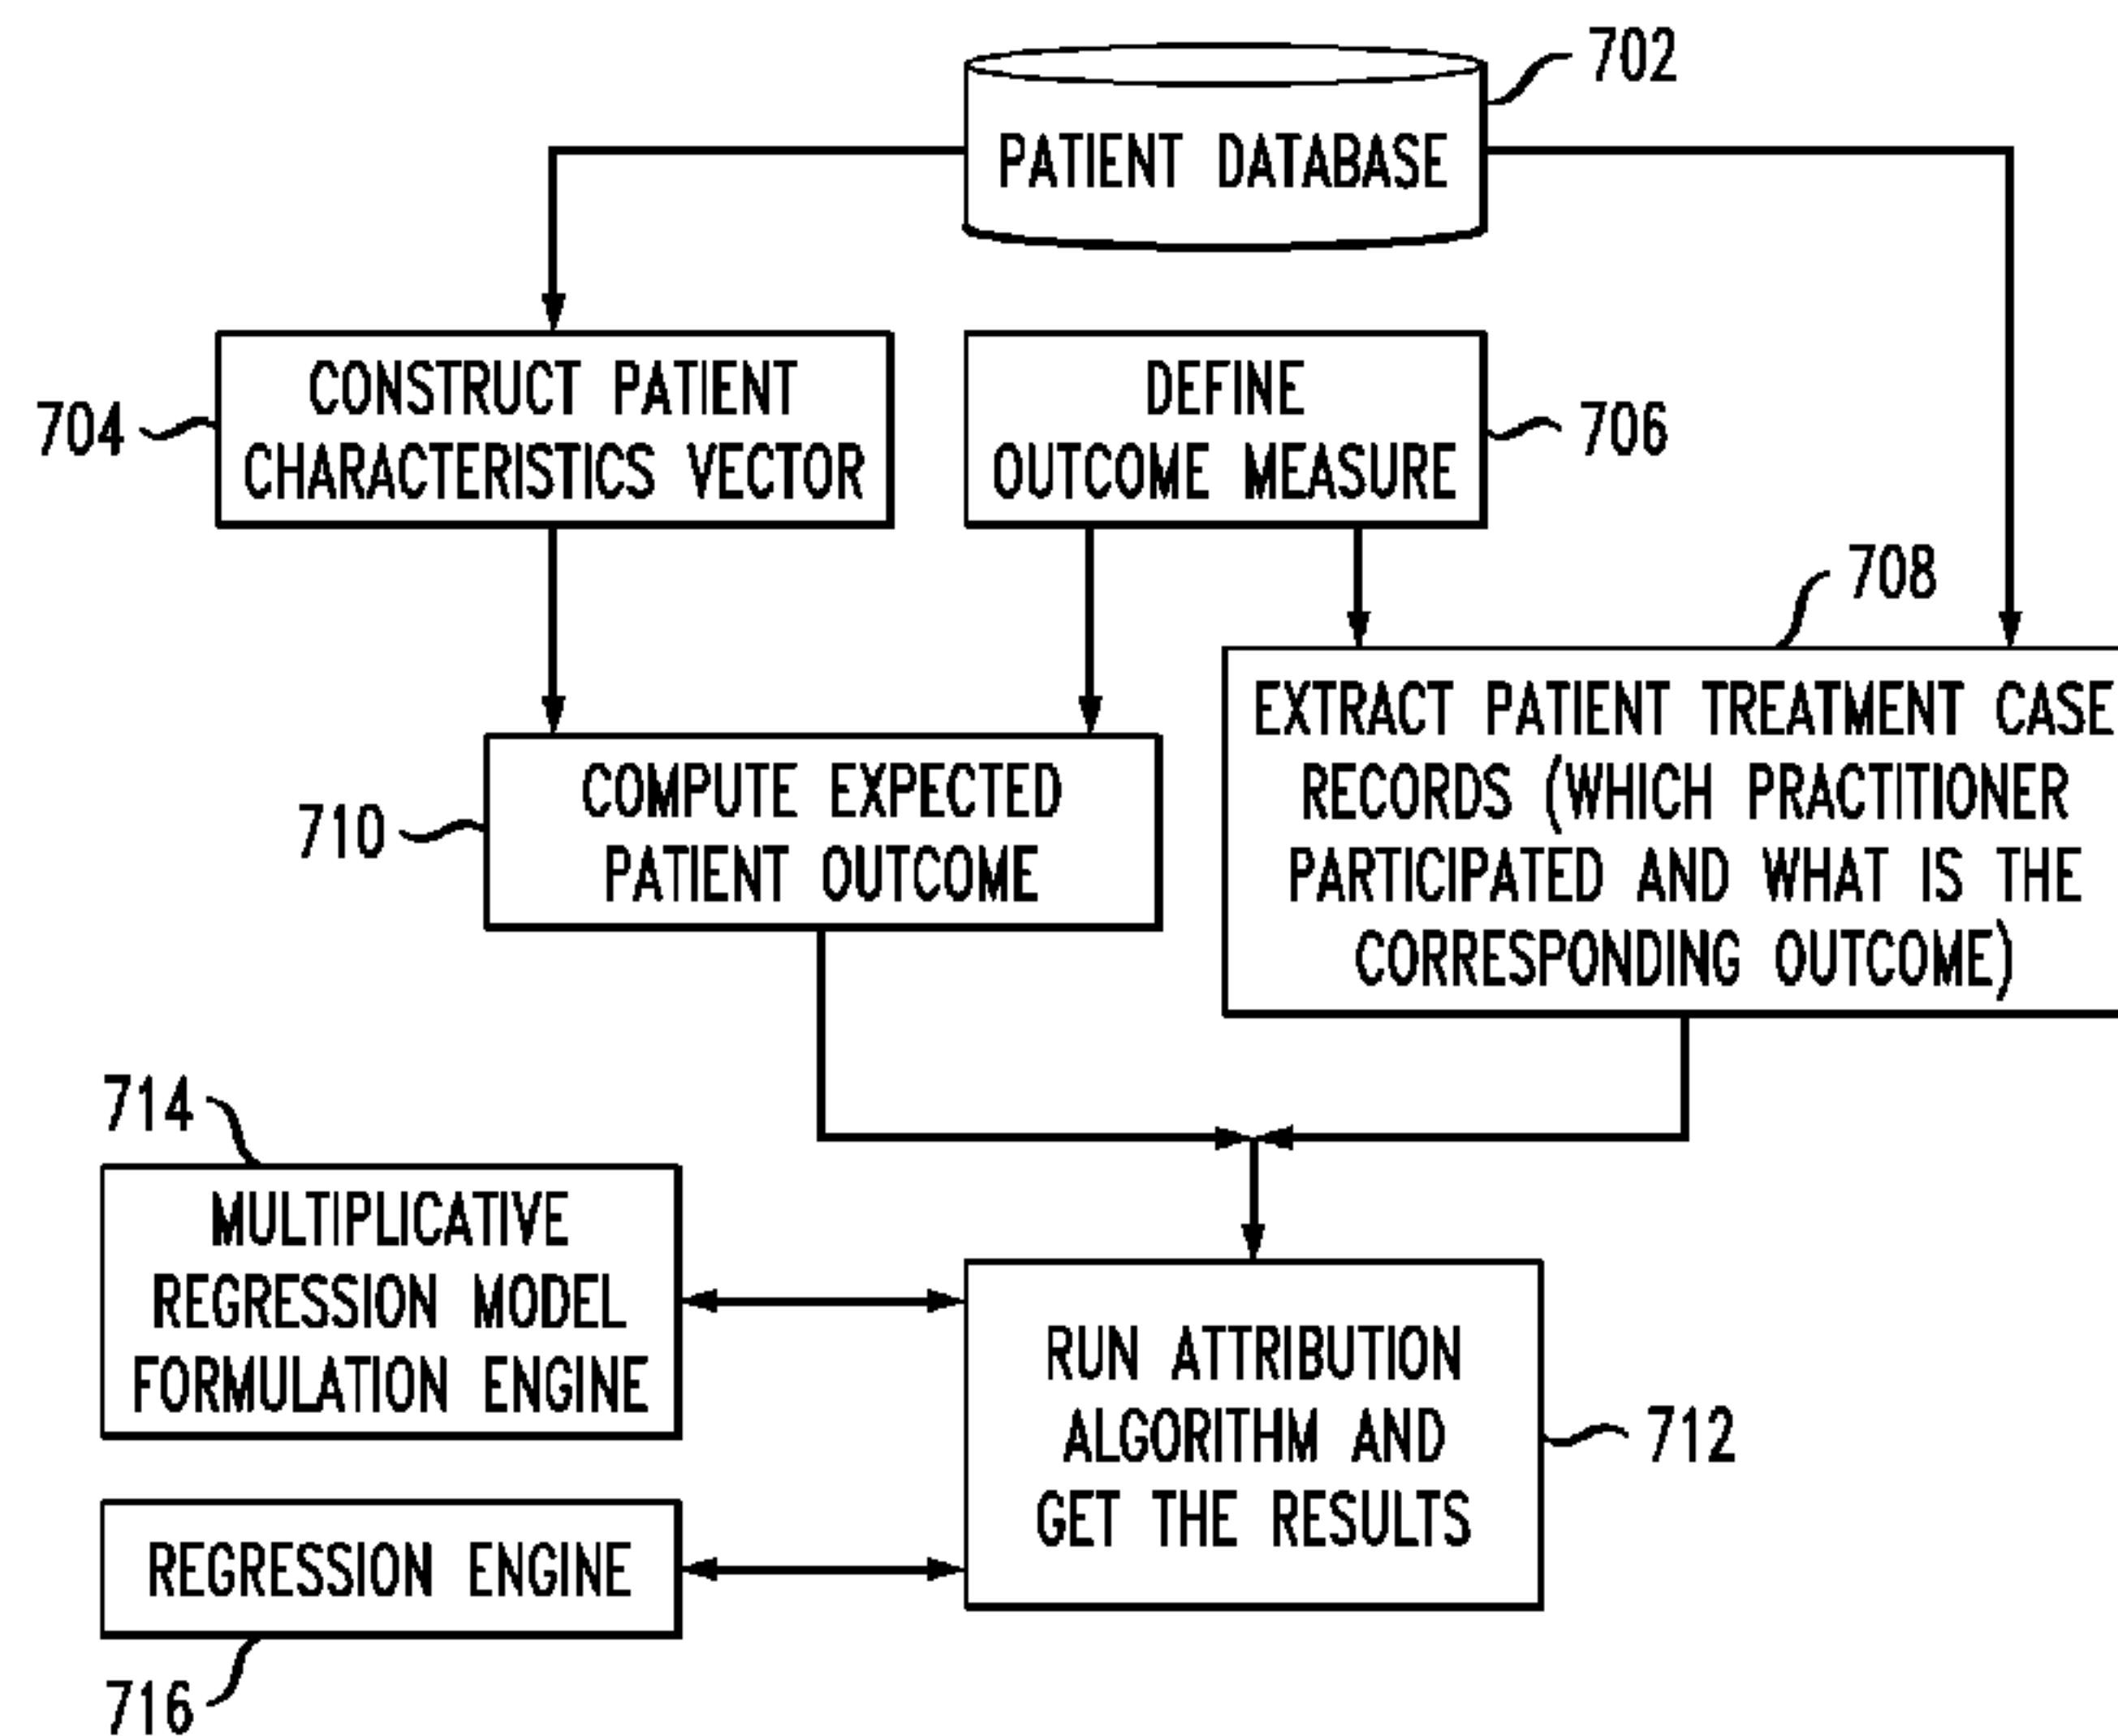 702
PATIENT DATABASE
704
CONSTRUCT PATIENT
CHARACTERISTICS VECTOR
DEFINE
OUTCOME MEASURE
706
708
EXTRACT PATIENT TREATMENT CASE
RECORDS (WHICH PRACTITIONER
PARTICIPATED AND WHAT IS THE
CORRESPONDING OUTCOME)
710
COMPUTE EXPECTED
PATIENT OUTCOME
714
MULTIPLICATIVE
REGRESSION MODEL
FORMULATION ENGINE
RUN ATTRIBUTION
ALGORITHM AND
GET THE RESULTS
712
REGRESSION ENGINE
716